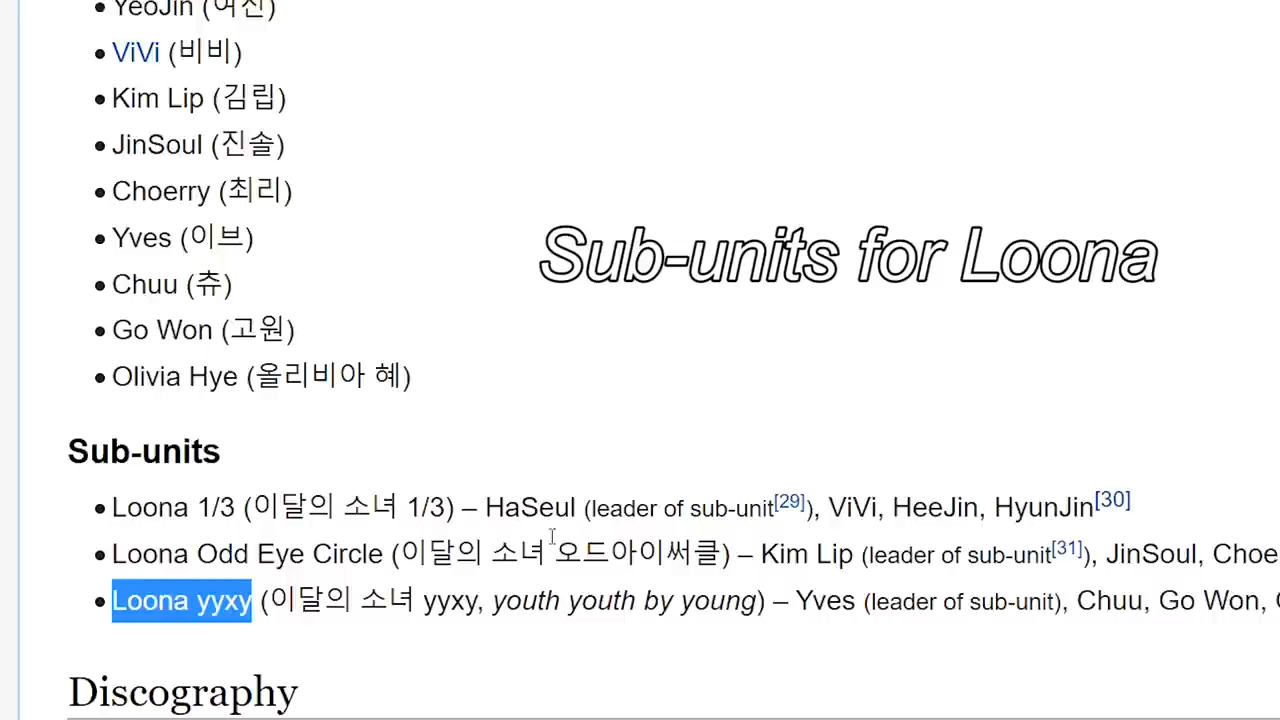 YeoJin (여진)
ViVi (비비)
Kim Lip (김립)
JinSoul (진솔)
Choerry (최리)
Yves (이브)
Sub-units for Loona
Chuu (츄)
Go Won (고원)
Olivia Hye (올리비아 혜)
Sub-units
Loona 1/3 (이달의 소녀 1/3) – HaSeul (leader of sub-unit[29]), ViVi, HeeJin, HyunJin[30]
Loona Odd Eye Circle (이달의 소녀 오드아이써클) – Kim Lip (leader of sub-unit[31]), JinSoul, Choe
Loona yyxy (이달의 소녀 yyxy, youth youth by young) – Yves (leader of sub-unit), Chuu, Go Won,
Discography